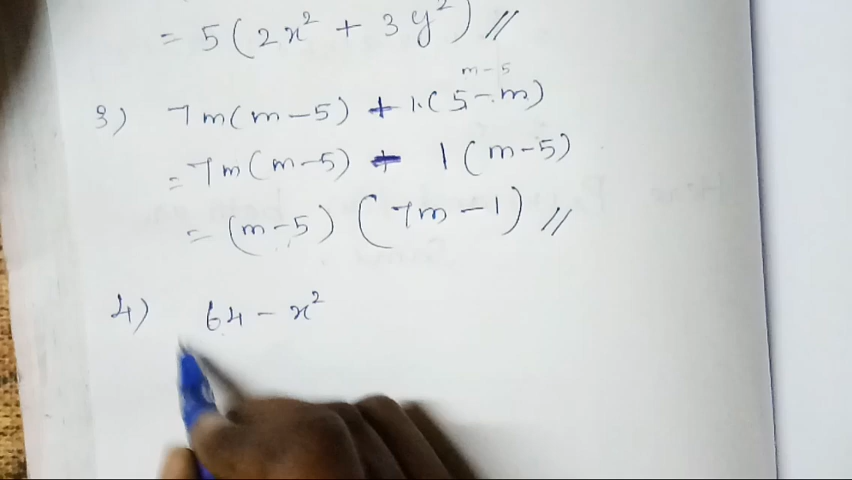 = 5(2x² + 3y²)//
m-5
3) 7m(m-5) + 1.(5-m)
= 7m(m-5) - 1(m-5)
= (m-5) (7m-1)//
4) 64 - x²